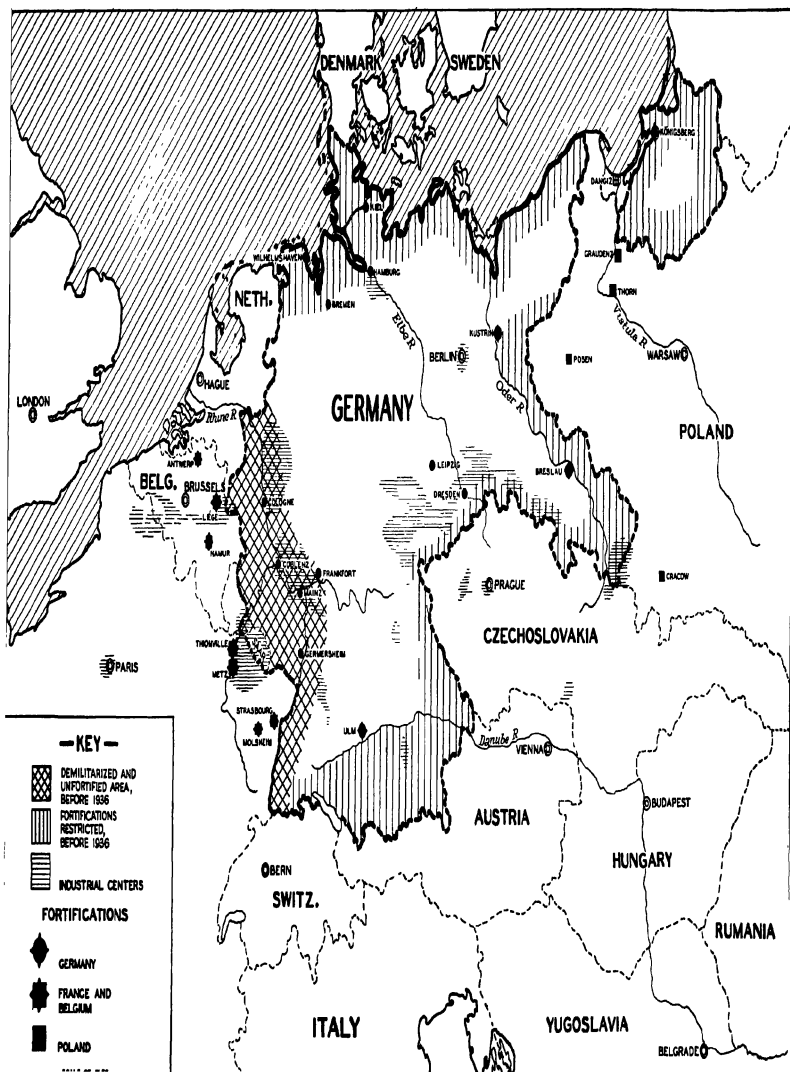 DENMARK
SWEDEN
KÖNIGSBERG
DANGIZ
KIEL
GRAUDENZ
WILHELMSHAVEN
HAMBURG
NETH.
BREMEN
THORN
Elbe R
Vistula R
KUSTRIN
BERLIN
POSEN
WARSAW
HAGUE
Oder R
LONDON
GERMANY
Rhine R
POLAND
ANTWERP
LEIPZIG
BRESLAU
BELG.
BRUSSELS
DRESDEN
COLOGNE
LIEGE
NAMUR
COBLENZ
FRANKFORT
CRACOW
PRAGUE
MAINZ
CZECHOSLOVAKIA
THIONVILLE
GERMERSHEIM
PARIS
METZ
STRASBOURG
MOLSHEIM
ULM
Danube R
VIENNA
BUDAPEST
AUSTRIA
HUNGARY
BERN
SWITZ.
RUMANIA
ITALY
YUGOSLAVIA
BELGRADE
— KEY —
DEMILITARIZED AND
UNFORTIFIED AREA,
BEFORE 1936
FORTIFICATIONS
RESTRICTED,
BEFORE 1936
INDUSTRIAL CENTERS
FORTIFICATIONS
GERMANY
FRANCE AND
BELGIUM
POLAND